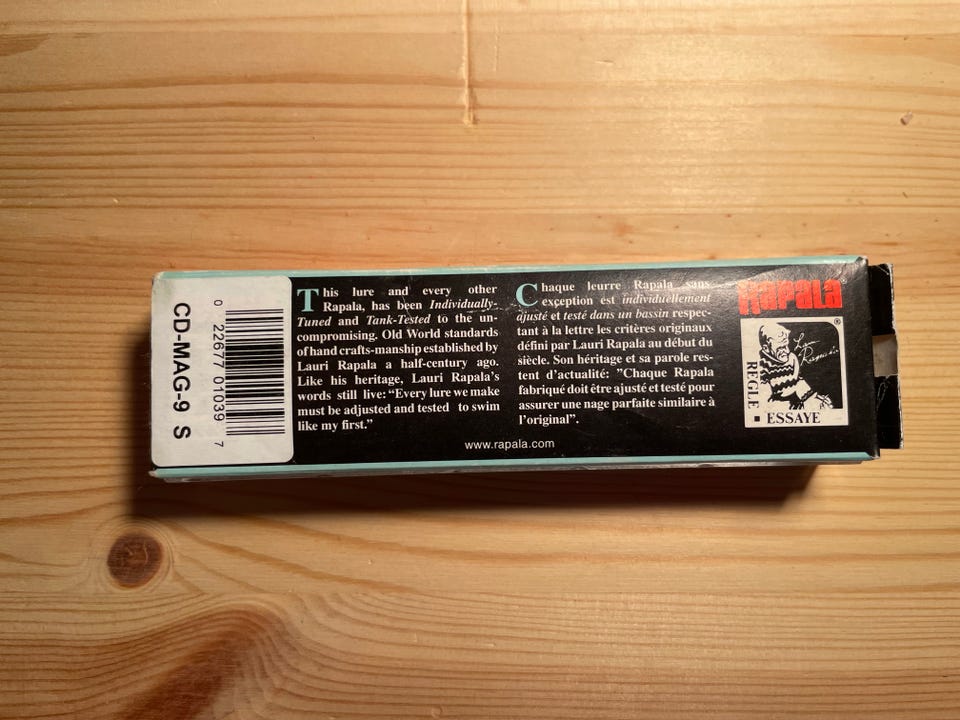 CD-MAG-9 S
0 22677 01039 7
This lure and every other
Rapala, has been Individually-
Tuned and Tank-Tested to the un-
compromising. Old World standards
of hand crafts-manship established by
Lauri Rapala a half-century ago.
Like his heritage, Lauri Rapala's
words still live: “Every lure we make
must be adjusted and tested to swim
like my first.”
Chaque leurre Rapala sans
exception est individuellement
ajusté et testé dans un bassin respec-
tant à la lettre les critères originaux
défini par Lauri Rapala au début du
siècle. Son héritage et sa parole res-
tent d'actualité: ”Chaque Rapala
fabriqué doit être ajusté et testé pour
assurer une nage parfaite similaire à
l'original”.
www.rapala.com
Rapala®
®
REGLE ▪ ESSAYE